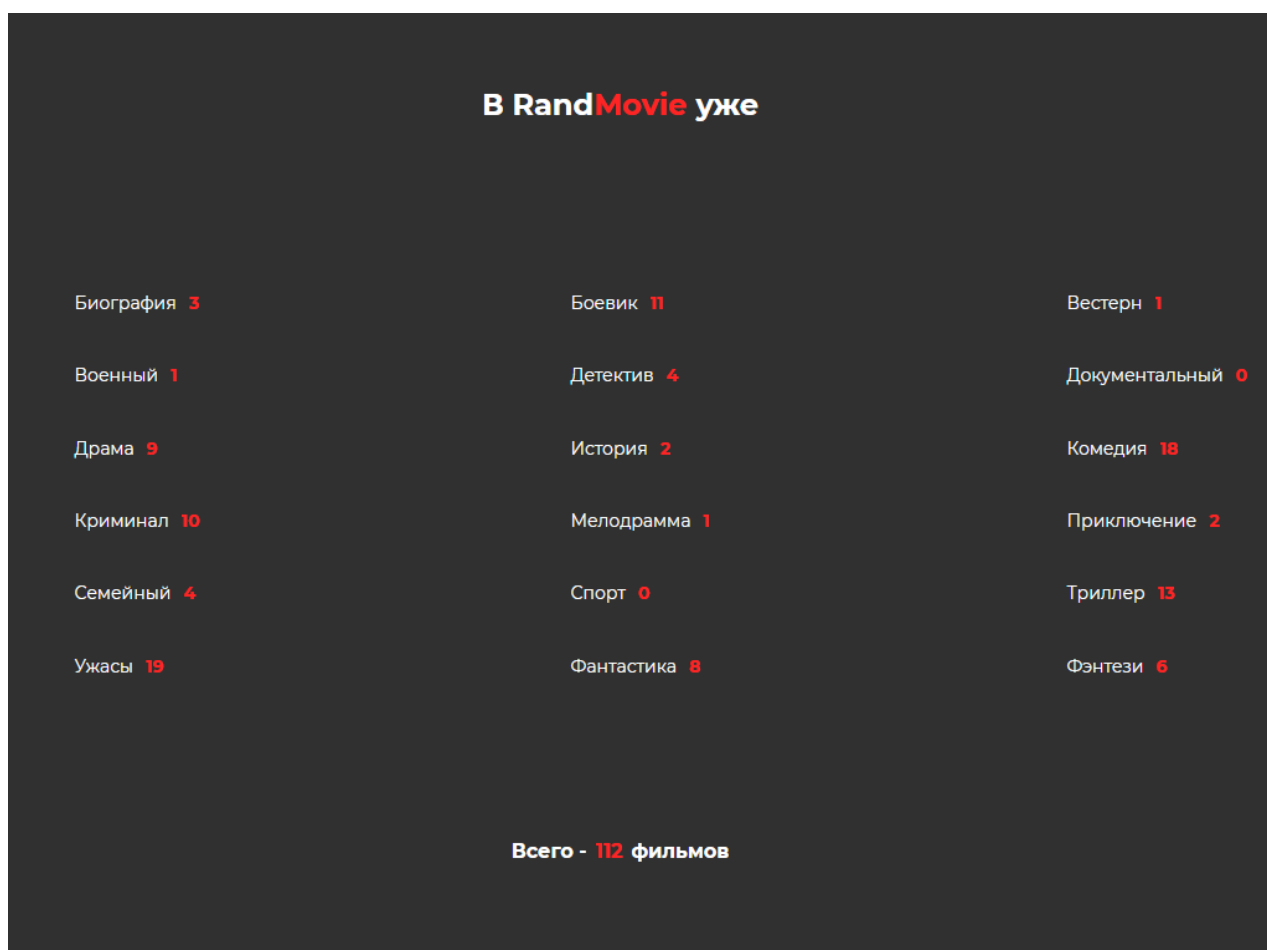 В RandMovie уже
Биография 3 Боевик 11 Вестерн 1
Военный 1 Детектив 4 Документальный 0
Драма 9 История 2 Комедия 18
Криминал 10 Мелодрамма 1 Приключение 2
Семейный 4 Спорт 0 Триллер 13
Ужасы 19 Фантастика 8 Фэнтези 6
Всего - 112 фильмов